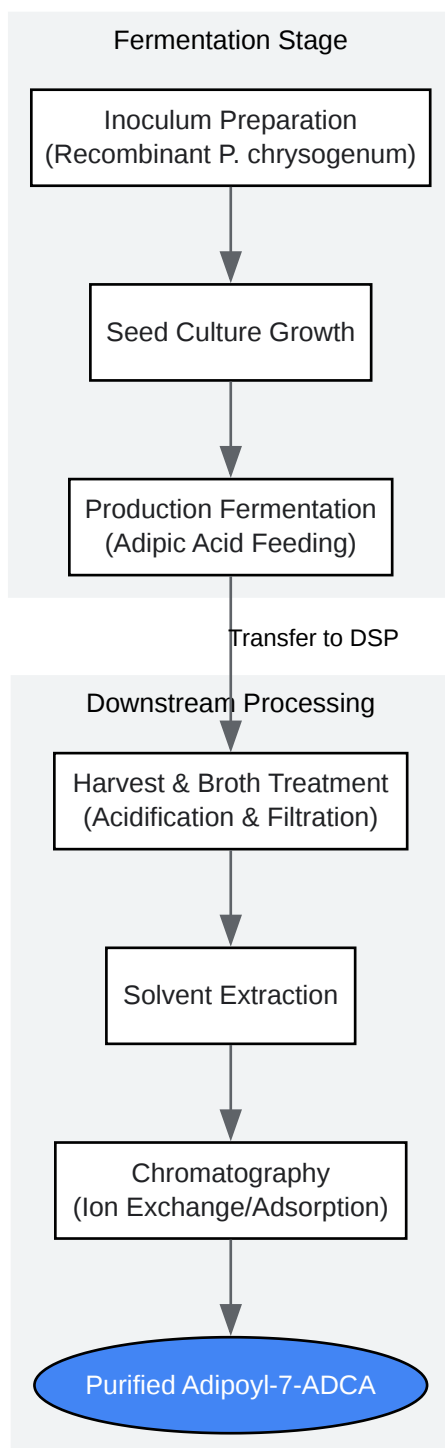 Fermentation Stage
Inoculum Preparation
(Recombinant P. chrysogenum)
Seed Culture Growth
Production Fermentation
(Adipic Acid Feeding)
Transfer to DSP
Downstream Processing
Harvest & Broth Treatment
(Acidification & Filtration)
Solvent Extraction
Chromatography
(Ion Exchange/Adsorption)
Purified Adipoyl-7-ADCA